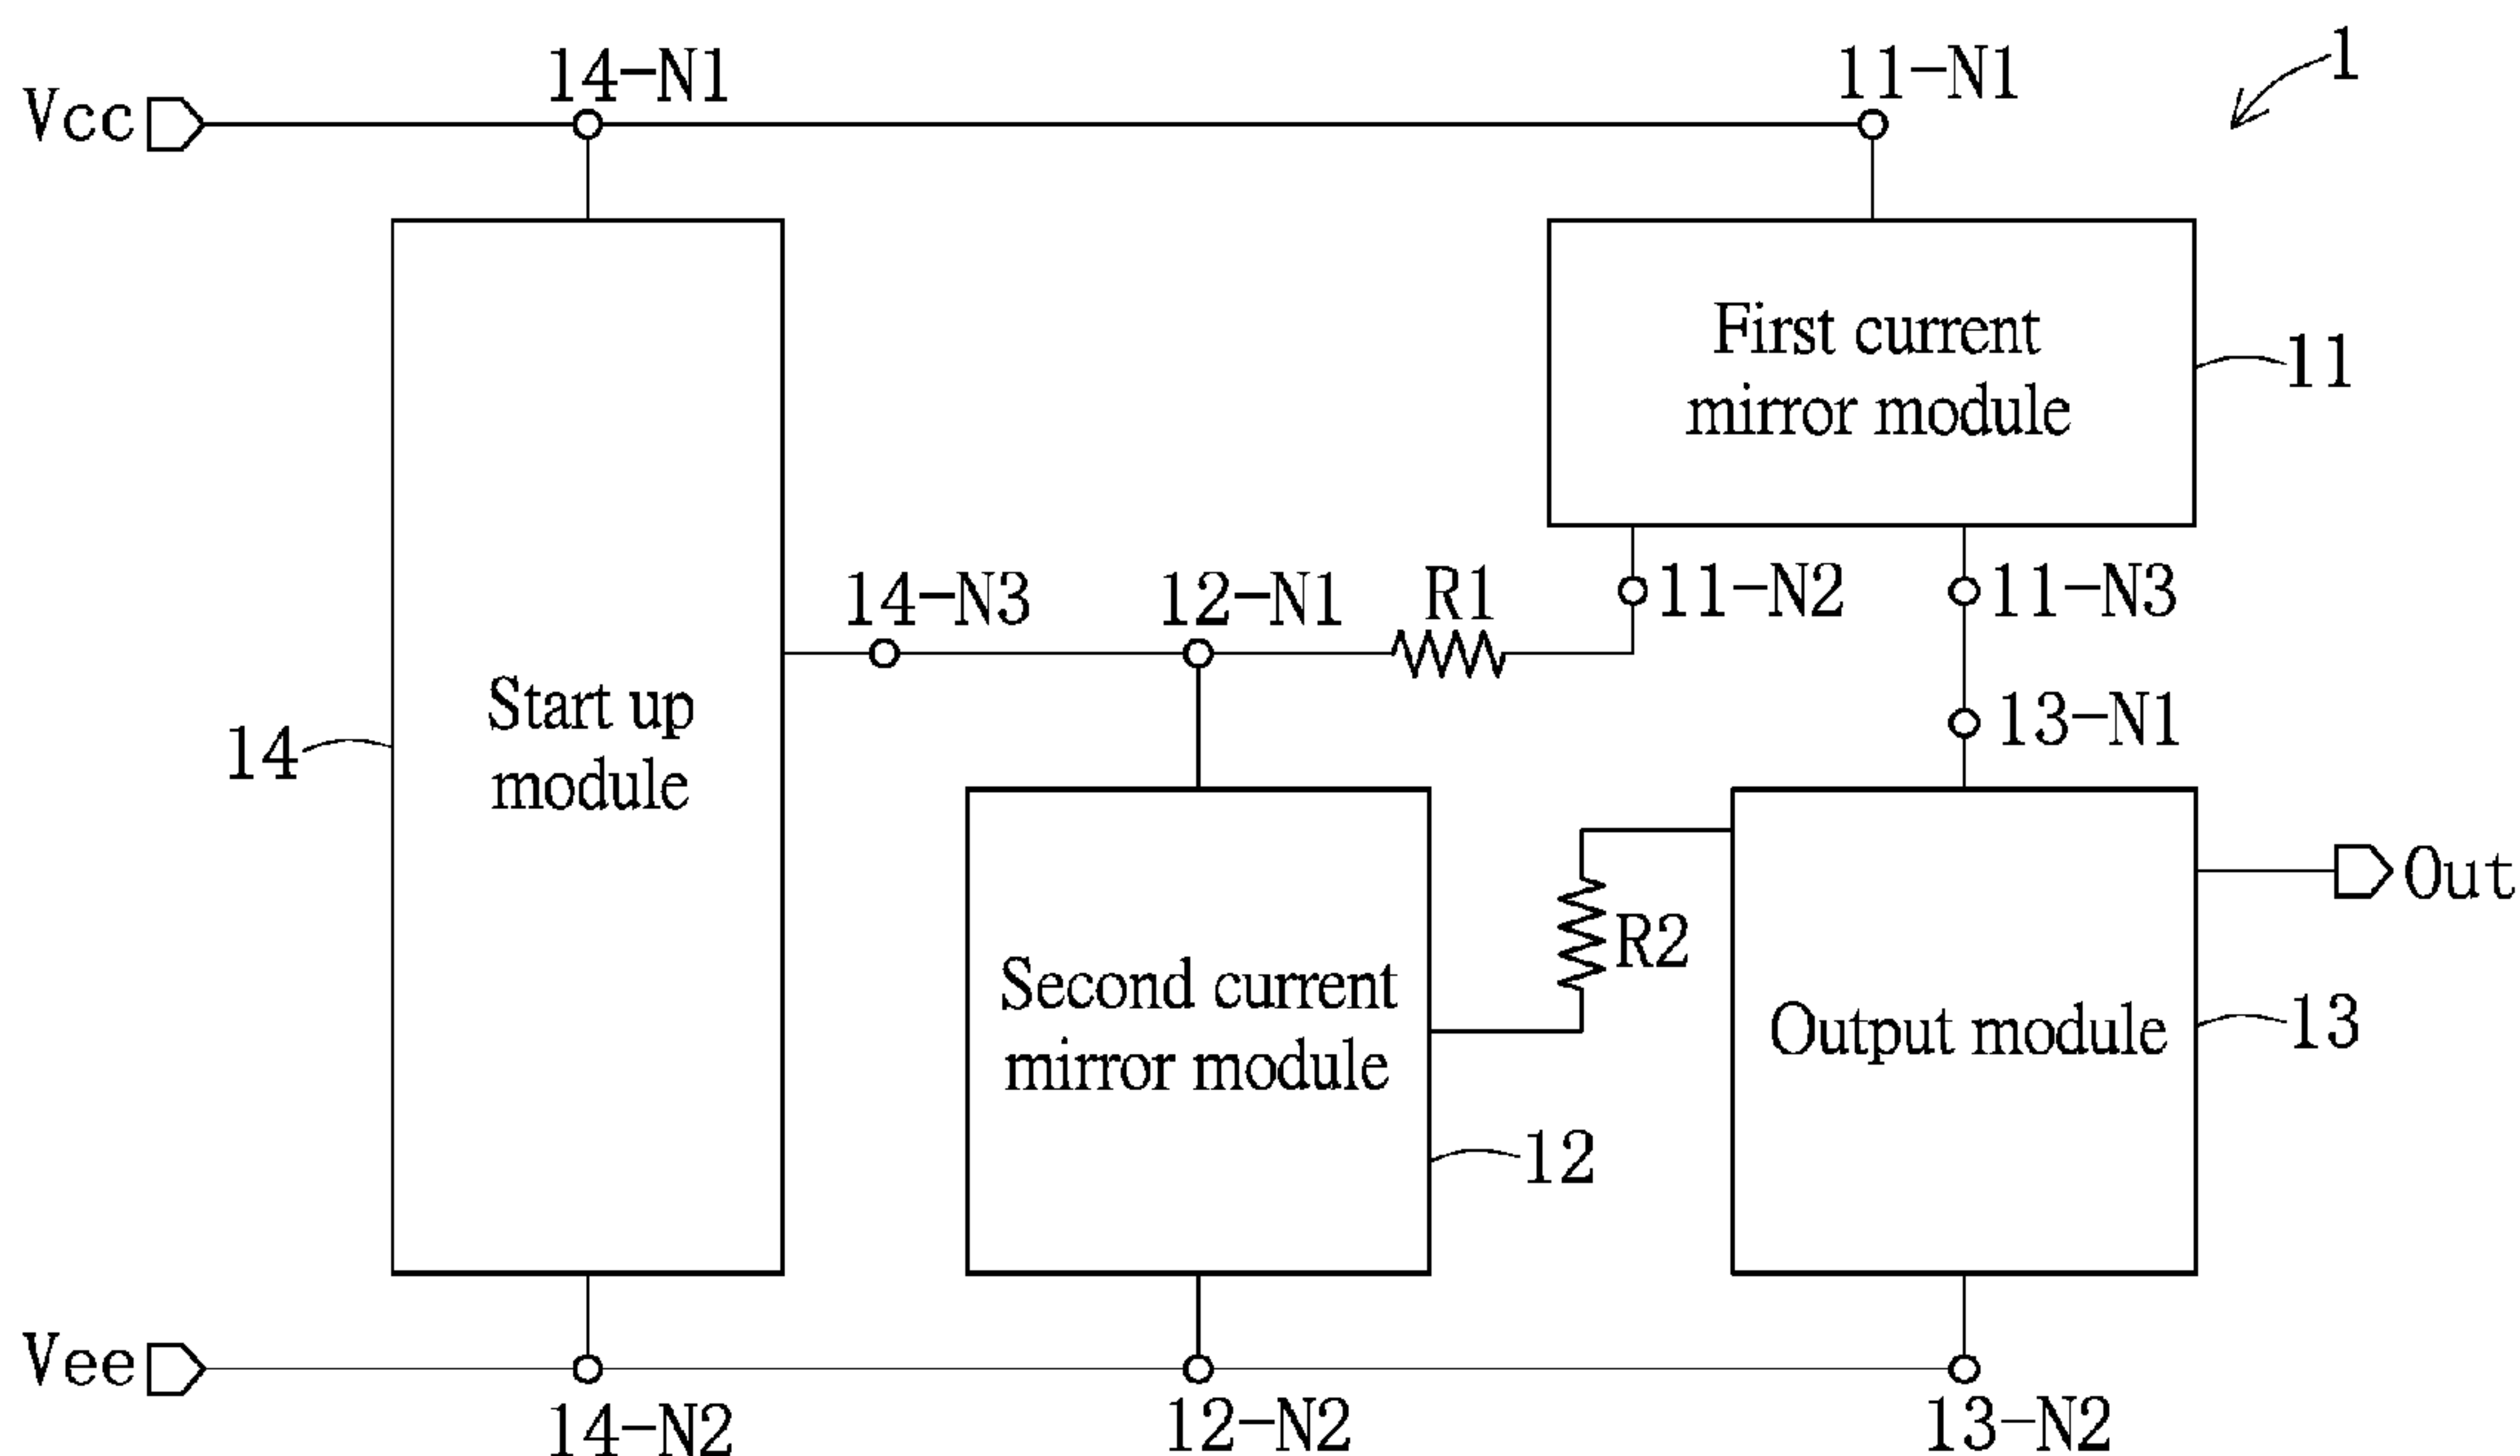 14-N1
11-N1
1
Vcc
First current
mirror module
11
14-N3
12-N1
R1
11-N2
11-N3
Start up
module
14
13-N1
Out
R2
Second current
mirror module
Output module
13
12
Vee
14-N2
12-N2
13-N2